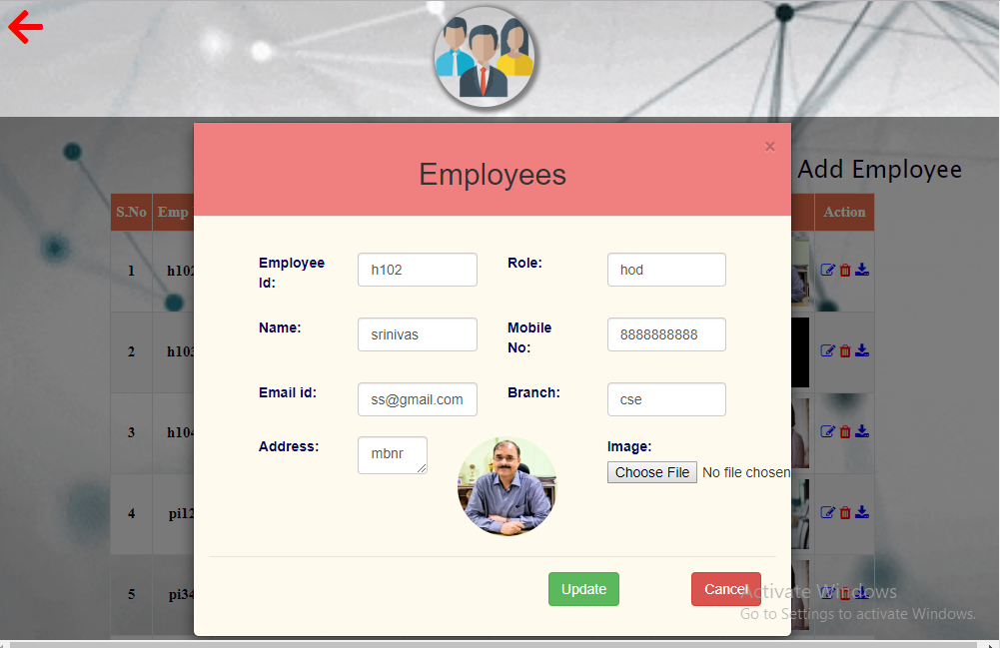 ×
Employees
Add Employee
S.No Emp Action
Employee Id: h102 Role: hod
Name: srinivas Mobile No: 8888888888
Email id: ss@gmail.com Branch: cse
Address: mbnr Image:
Choose File No file chosen
1 h102
2 h103
3 h104
4 pi12
5 pi34
Update Cancel
Activate Windows
Go to Settings to activate Windows.